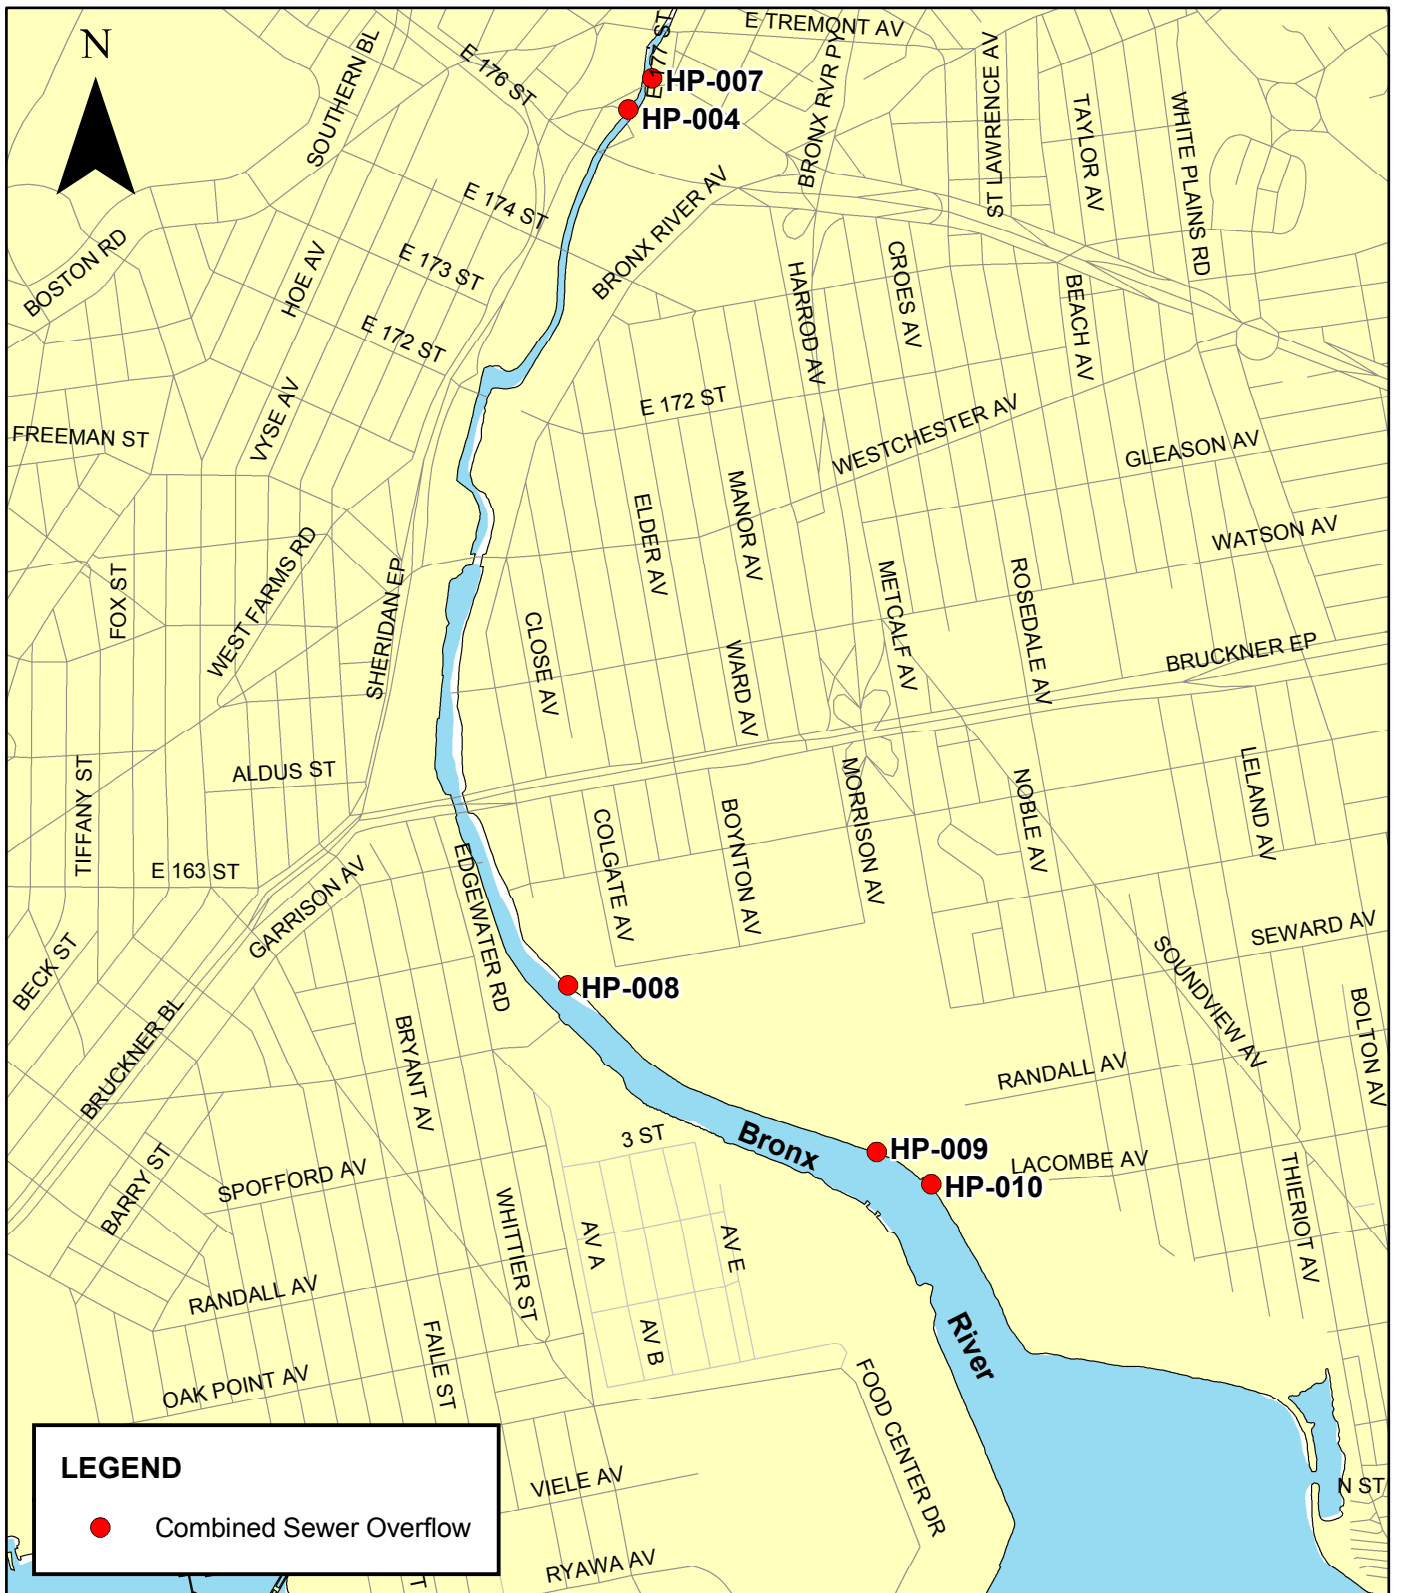 E TREMONT AV
N
E 177 ST
SOUTHERN BL
E 176 ST
BRONX RVR PY
ST LAWRENCE AV
HP-007
HP-004
TAYLOR AV
WHITE PLAINS RD
E 174 ST
BRONX RIVER AV
BOSTON RD
HOE AV
E 173 ST
HARROD AV
CROES AV
BEACH AV
E 172 ST
E 172 ST
VYSE AV
FREEMAN ST
WESTCHESTER AV
GLEASON AV
ELDER AV
MANOR AV
WATSON AV
FOX ST
WEST FARMS RD
SHERIDAN EP
CLOSE AV
WARD AV
METCALF AV
ROSEDALE AV
BRUCKNER EP
TIFFANY ST
ALDUS ST
COLGATE AV
BOYNTON AV
MORRISON AV
NOBLE AV
LELAND AV
E 163 ST
GARRISON AV
EDGEWATER RD
BECK ST
SEWARD AV
SOUNDVIEW AV
HP-008
BRUCKNER BL
BRYANT AV
BOLTON AV
RANDALL AV
3 ST
Bronx
HP-009
LACOMBE AV
HP-010
BARRY ST
SPOFFORD AV
WHITTIER ST
AV A
AV E
THIERIOT AV
RANDALL AV
AV B
River
FAILE ST
OAK POINT AV
FOOD CENTER DR
LEGEND
VIELE AV
N ST
Combined Sewer Overflow
RYAWA AV